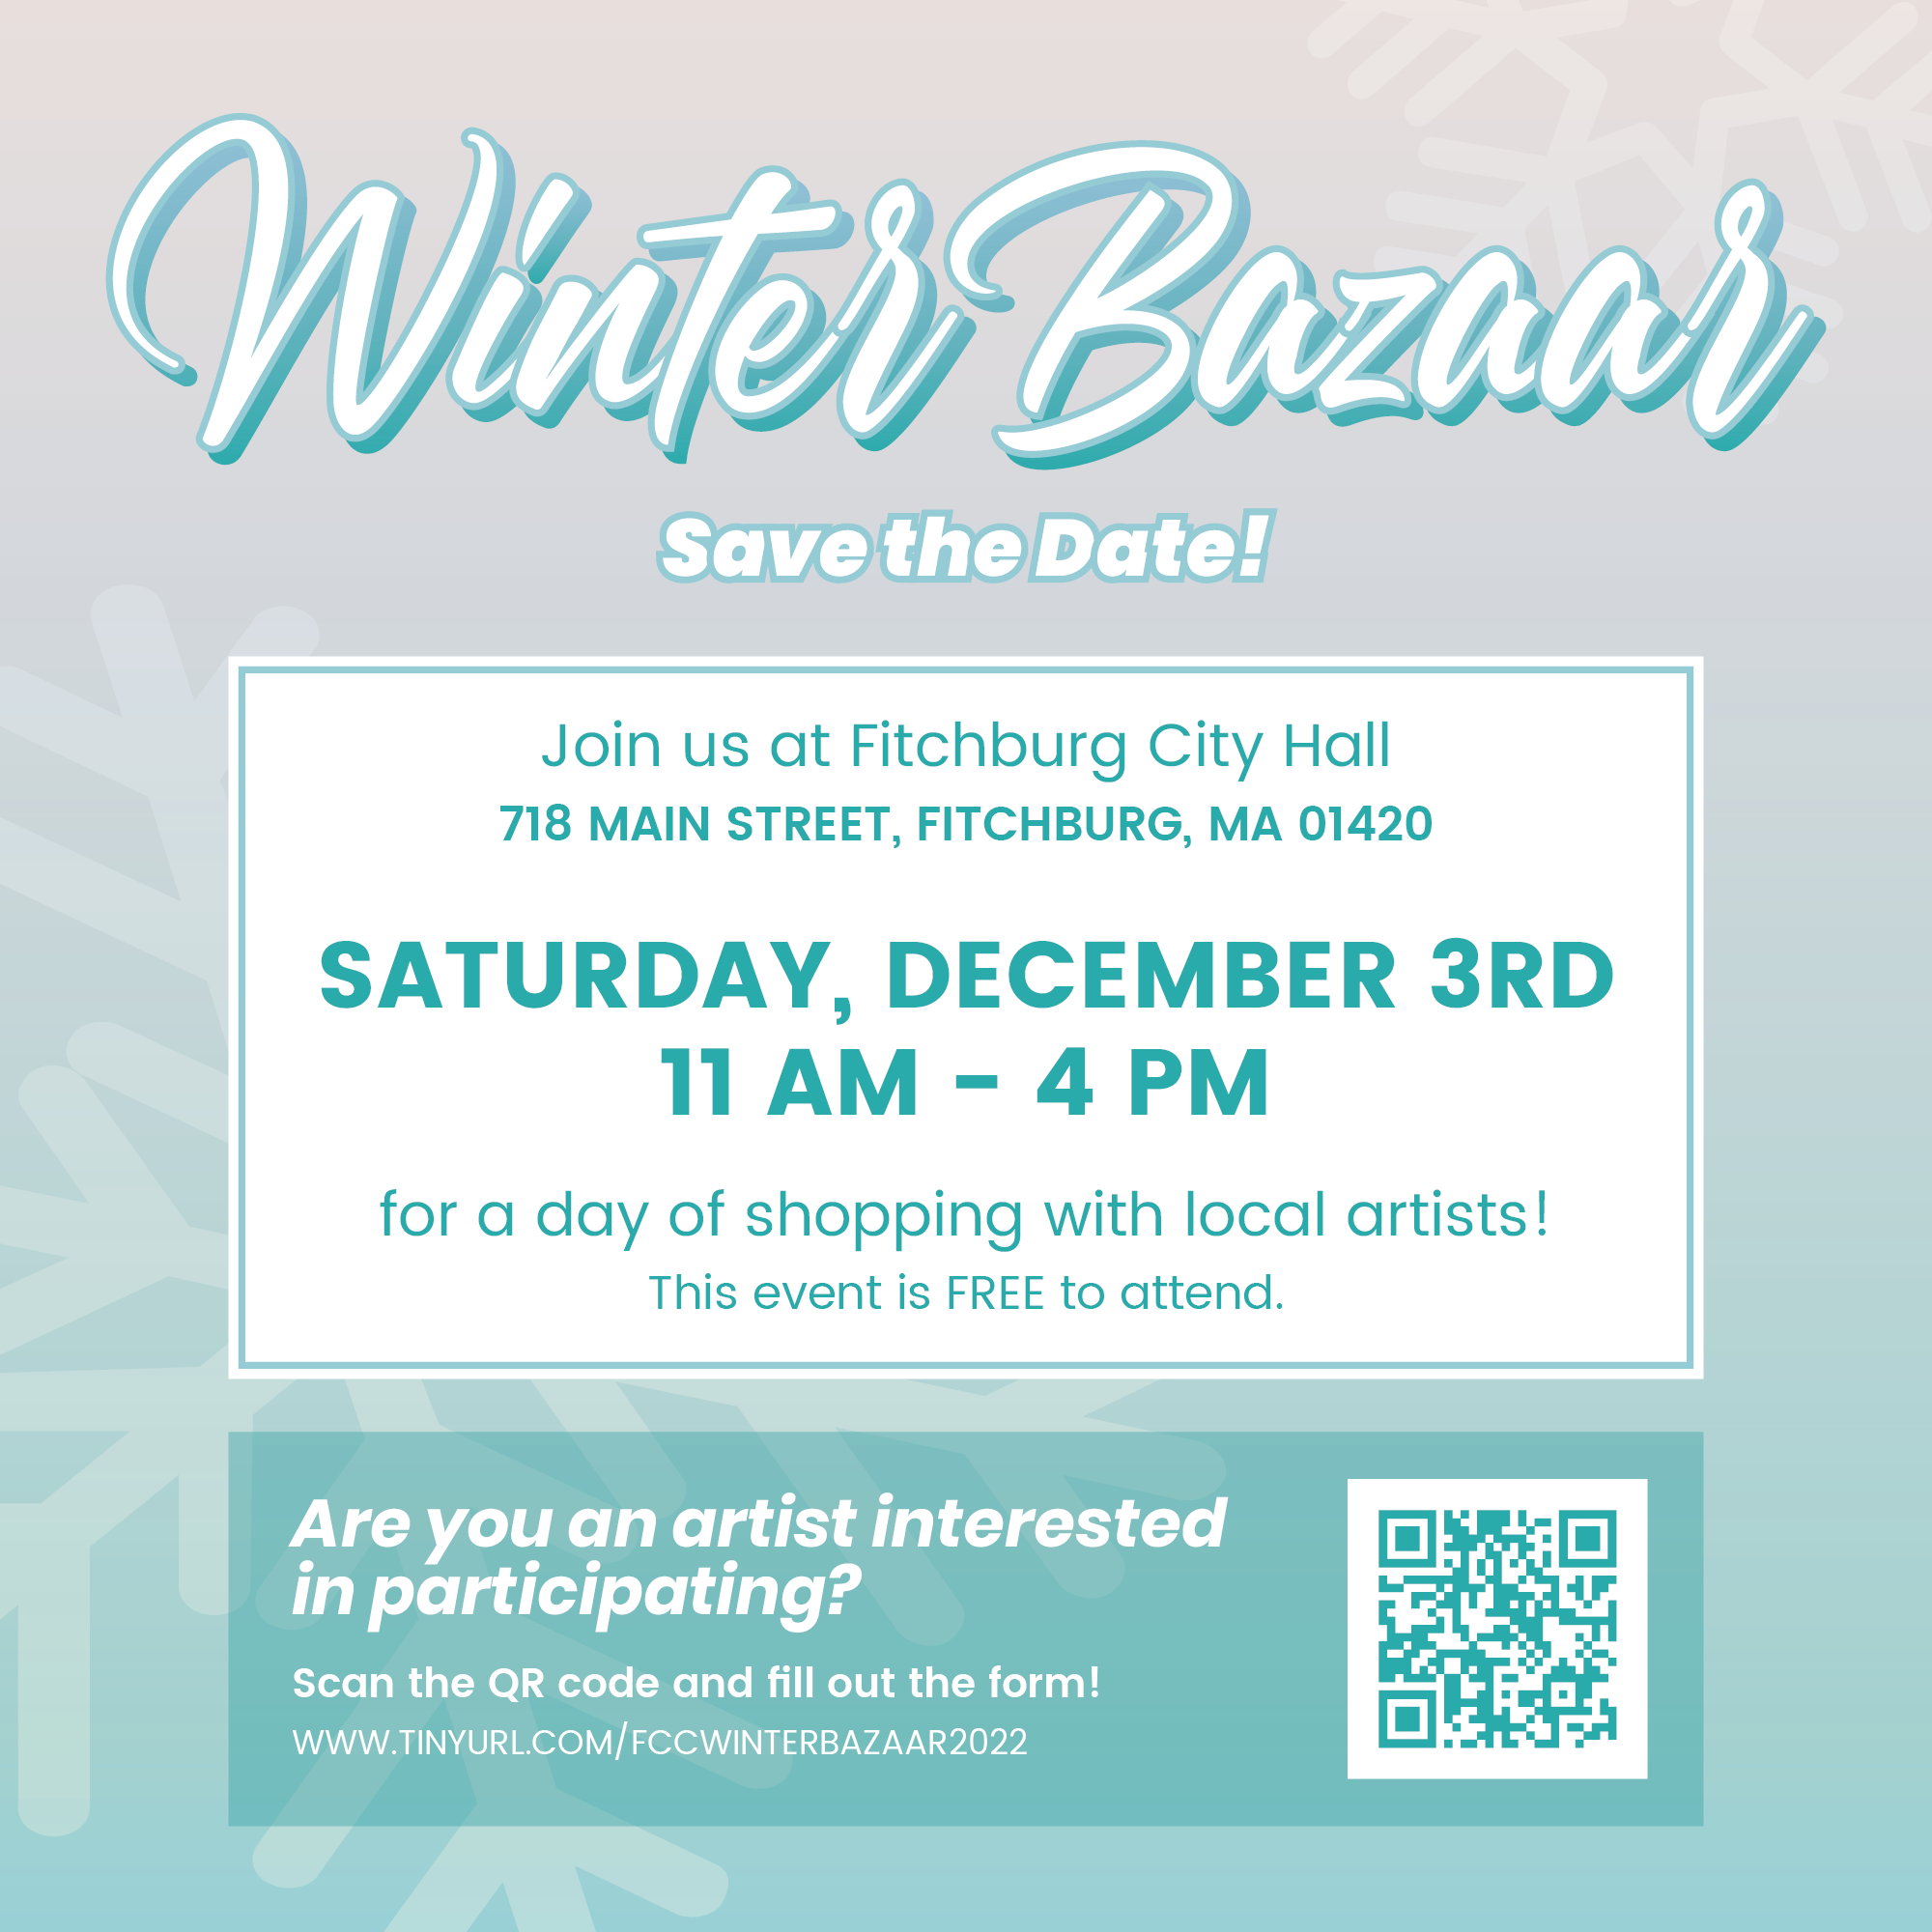 Winter Bazaar
Save the Date!
Join us at Fitchburg City Hall
718 MAIN STREET, FITCHBURG, MA 01420
SATURDAY, DECEMBER 3RD
11 AM - 4 PM
for a day of shopping with local artists!
This event is FREE to attend.
Are you an artist interested
in participating?
Scan the QR code and fill out the form!
WWW.TINYURL.COM/FCCWINTERBAZAAR2022